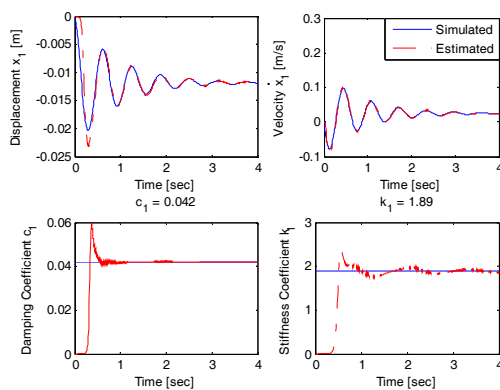 0
-0.005
-0.01
-0.015
-0.02
-0.025
0 1 2 3 4
Displacement x₁ [m]
Time [sec]
0.3
0.2
0.1
0
-0.1
0 1 2 3 4
Velocity ẋ₁ [m/s]
Time [sec]
Simulated
Estimated
c₁ = 0.042
0.06
0.04
0.02
0
0 1 2 3 4
Damping Coefficient c₁
Time [sec]
k₁ = 1.89
3
2
1
0
0 1 2 3 4
Stiffness Coefficient k₁
Time [sec]